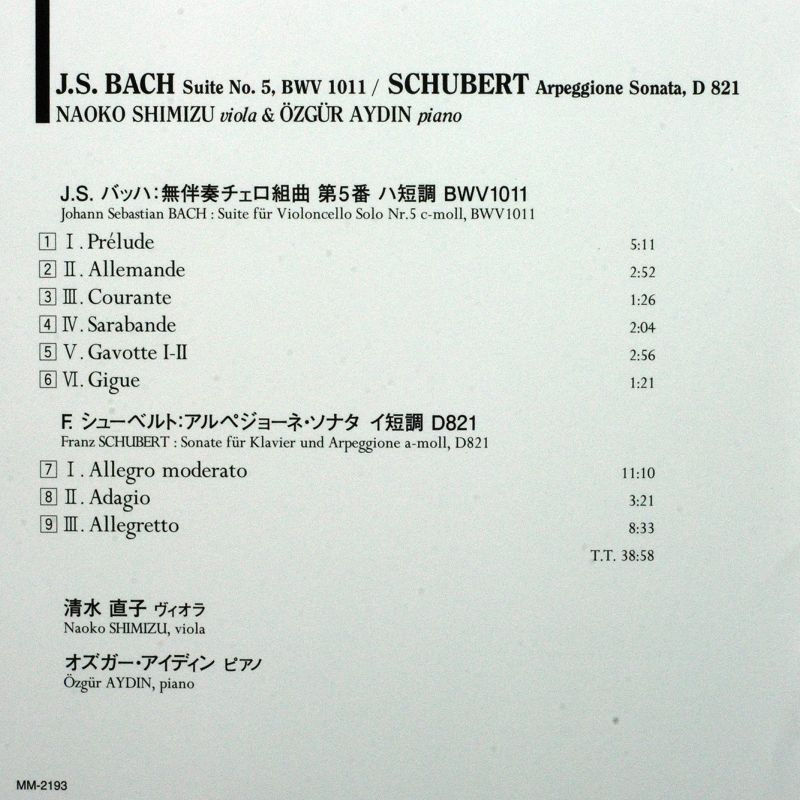 J.S. BACH Suite No. 5, BWV 1011 / SCHUBERT Arpeggione Sonata, D 821
NAOKO SHIMIZU viola & ÖZGÜR AYDIN piano
J.S. バッハ：無伴奏チェロ組曲 第5番 ハ短調 BWV1011
Johann Sebastian BACH : Suite für Violoncello Solo Nr.5 c-moll, BWV1011
1 Ⅰ. Prélude 5:11
2 Ⅱ. Allemande 2:52
3 Ⅲ. Courante 1:26
4 Ⅳ. Sarabande 2:04
5 Ⅴ. Gavotte I-II 2:56
6 Ⅵ. Gigue 1:21
F. シューベルト：アルペジョーネ・ソナタ イ短調 D821
Franz SCHUBERT : Sonate für Klavier und Arpeggione a-moll, D821
7 Ⅰ. Allegro moderato 11:10
8 Ⅱ. Adagio 3:21
9 Ⅲ. Allegretto 8:33
T.T. 38:58
清水 直子 ヴィオラ
Naoko SHIMIZU, viola
オズガー・アイディン ピアノ
Özgür AYDIN, piano
MM-2193